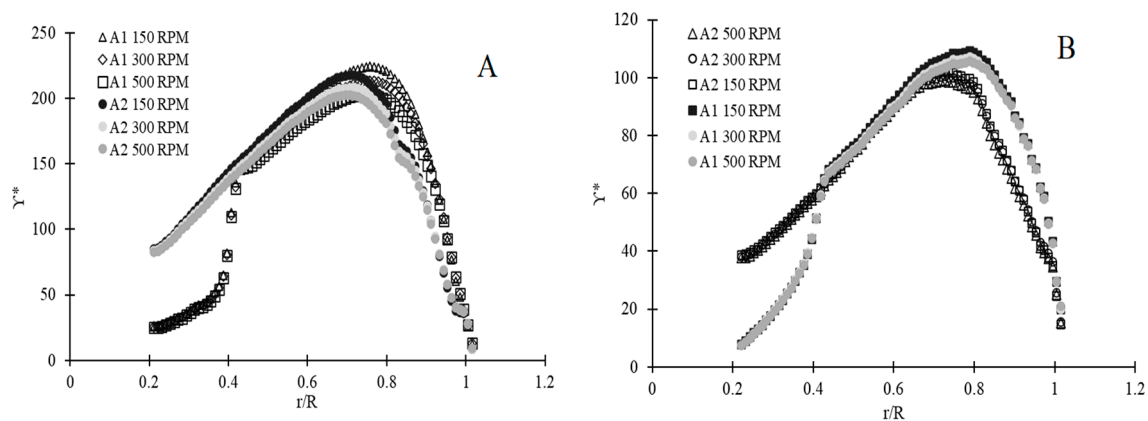 250
200
150
100
50
0
ϒ*
A1 150 RPM
A1 300 RPM
A1 500 RPM
A2 150 RPM
A2 300 RPM
A2 500 RPM
A
0 0.2 0.4 0.6 0.8 1 1.2
r/R
120
100
80
60
40
20
0
ϒ*
A2 500 RPM
A2 300 RPM
A2 150 RPM
A1 150 RPM
A1 300 RPM
A1 500 RPM
B
0 0.2 0.4 0.6 0.8 1 1.2
r/R